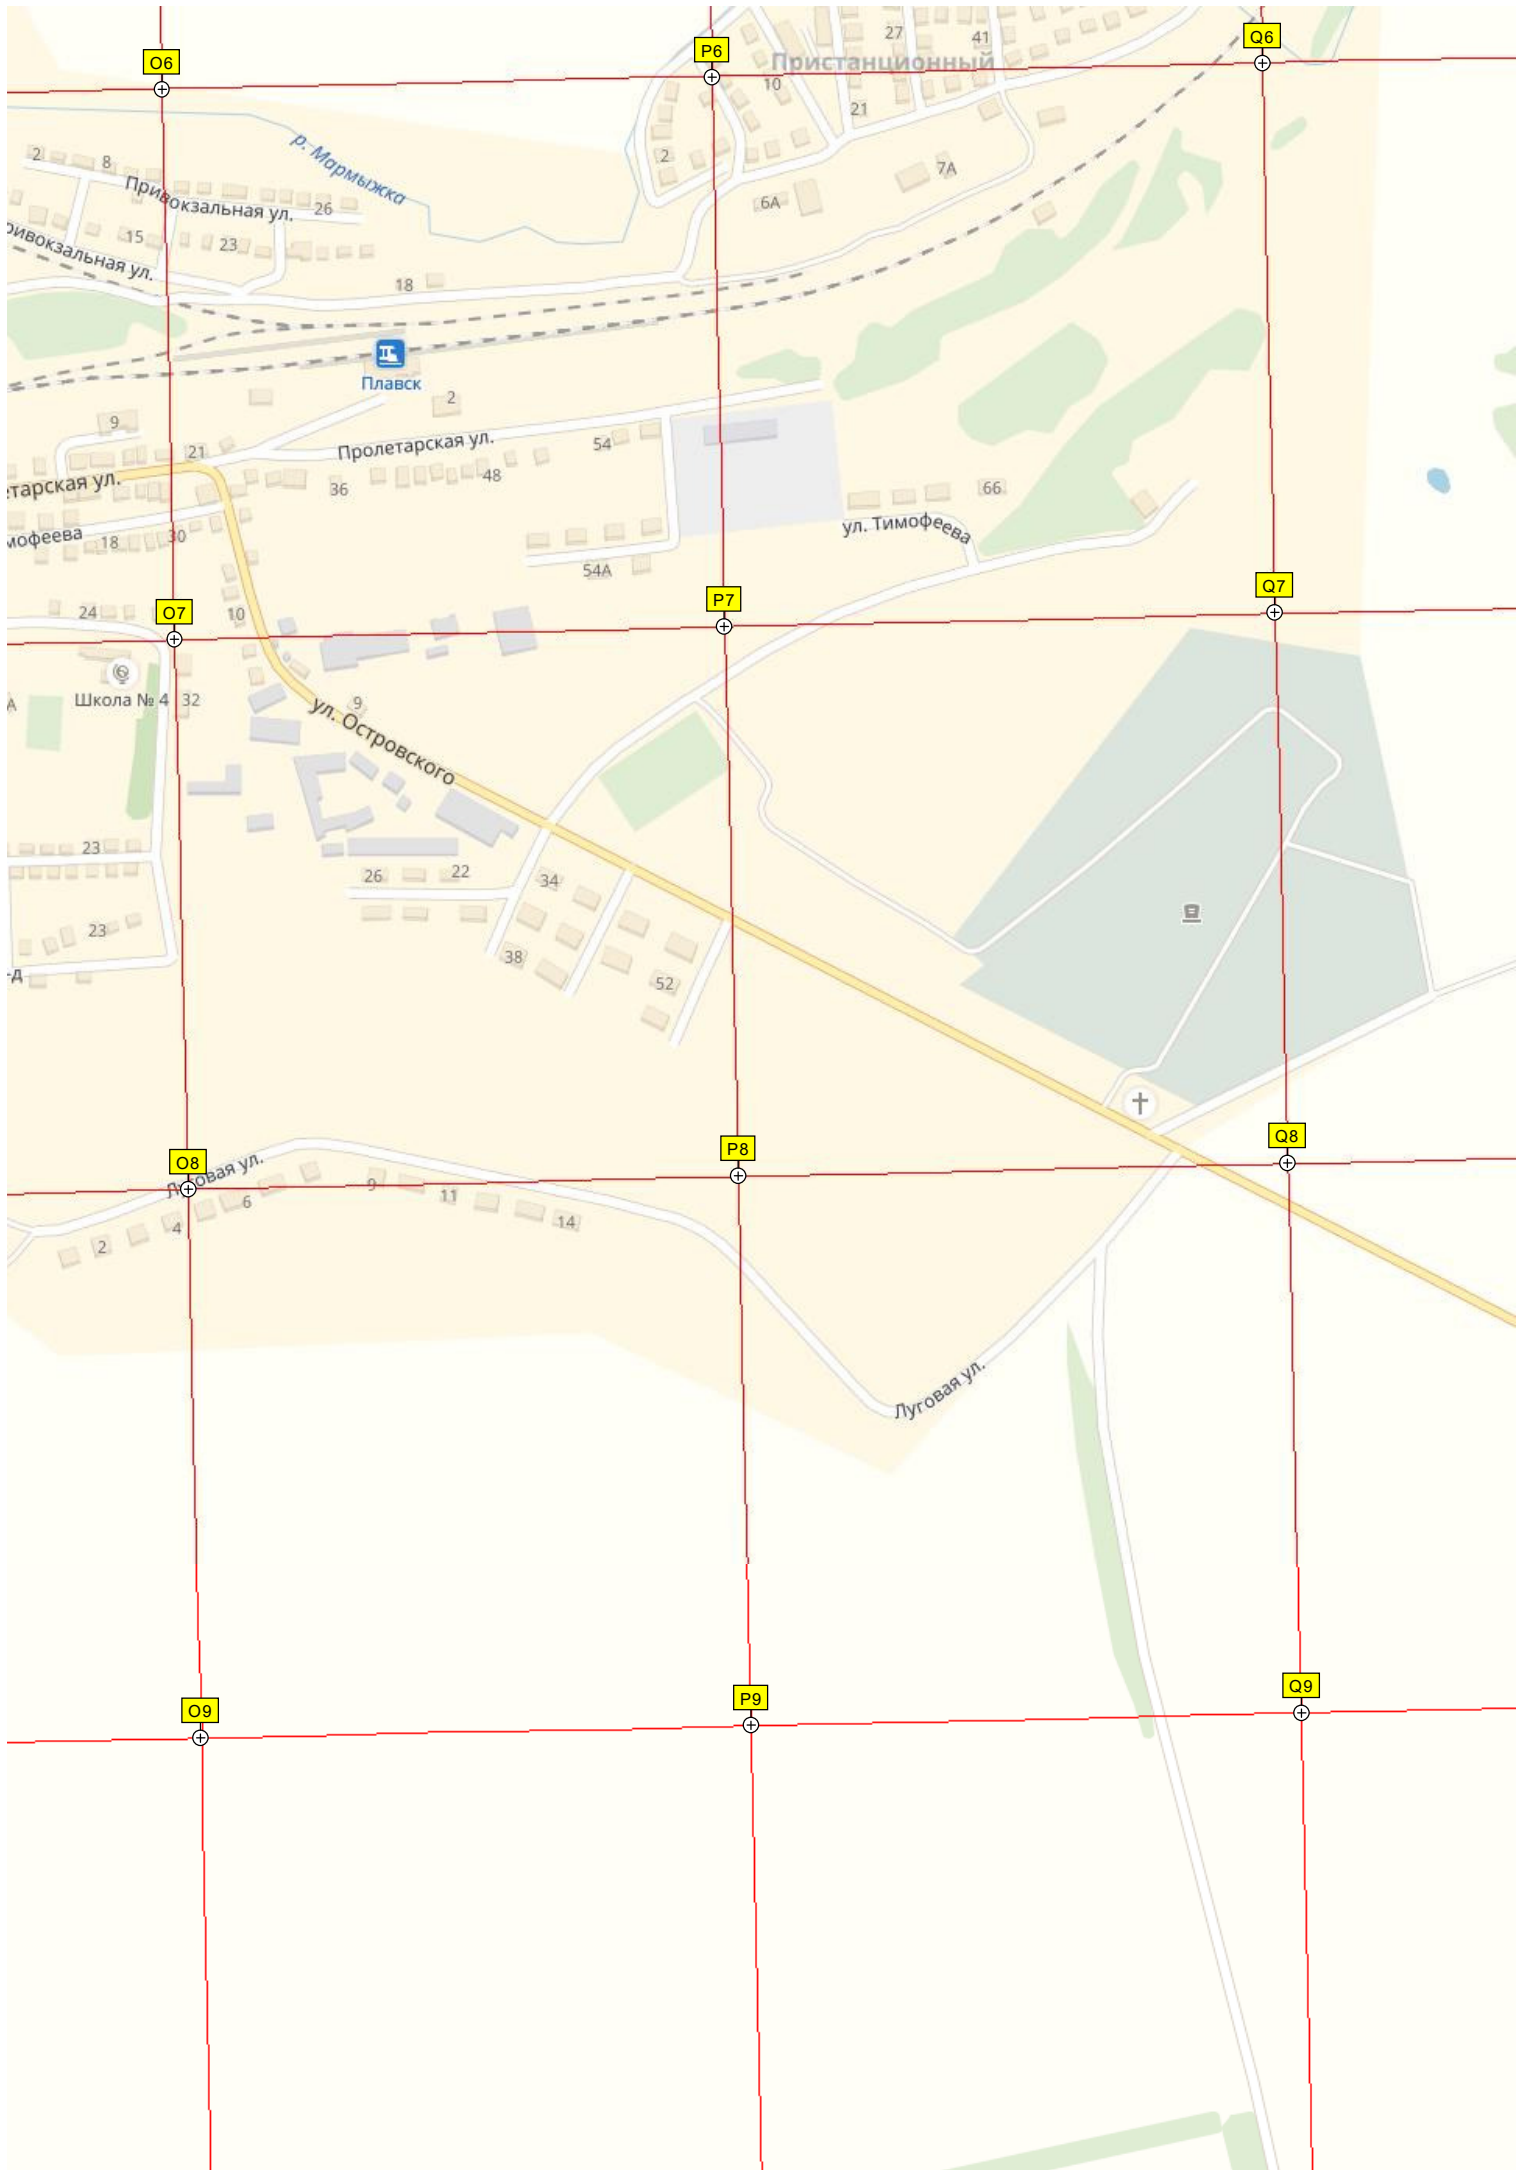 O6
P6
Q6
27
41
Пристанционный
10
21
2
8
р. Мармыжка
2
7А
6А
Привокзальная ул.
26
15
23
ривокзальная ул.
18
Плавск
2
9
21
Пролетарская ул.
54
48
36
66
етарская ул.
ул. Тимофеева
мофеева
18
30
54А
O7
P7
Q7
24
10
Школа № 4
32
А
9
ул. Островского
23
26
22
34
23
38
52
-д
O8
P8
Q8
Луговая ул.
9
11
6
4
14
2
Луговая ул.
O9
P9
Q9